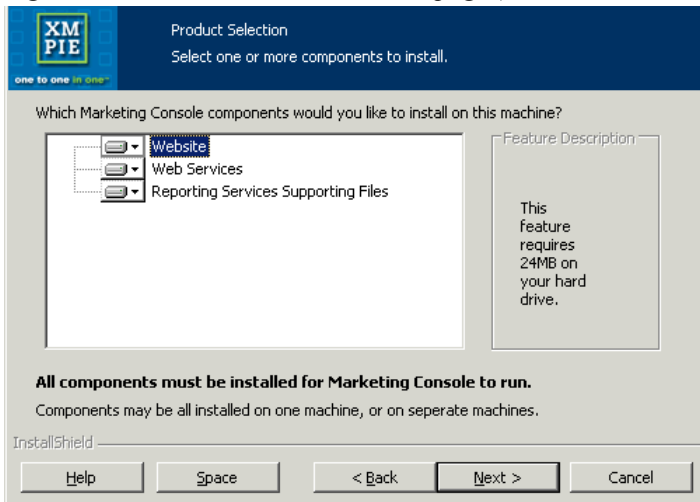 XM
PIE
one to one in one™
Product Selection
Select one or more components to install.
Which Marketing Console components would you like to install on this machine?
Website
Web Services
Reporting Services Supporting Files
Feature Description
This
feature
requires
24MB on
your hard
drive.
All components must be installed for Marketing Console to run.
Components may be all installed on one machine, or on seperate machines.
InstallShield
Help
Space
< Back
Next >
Cancel